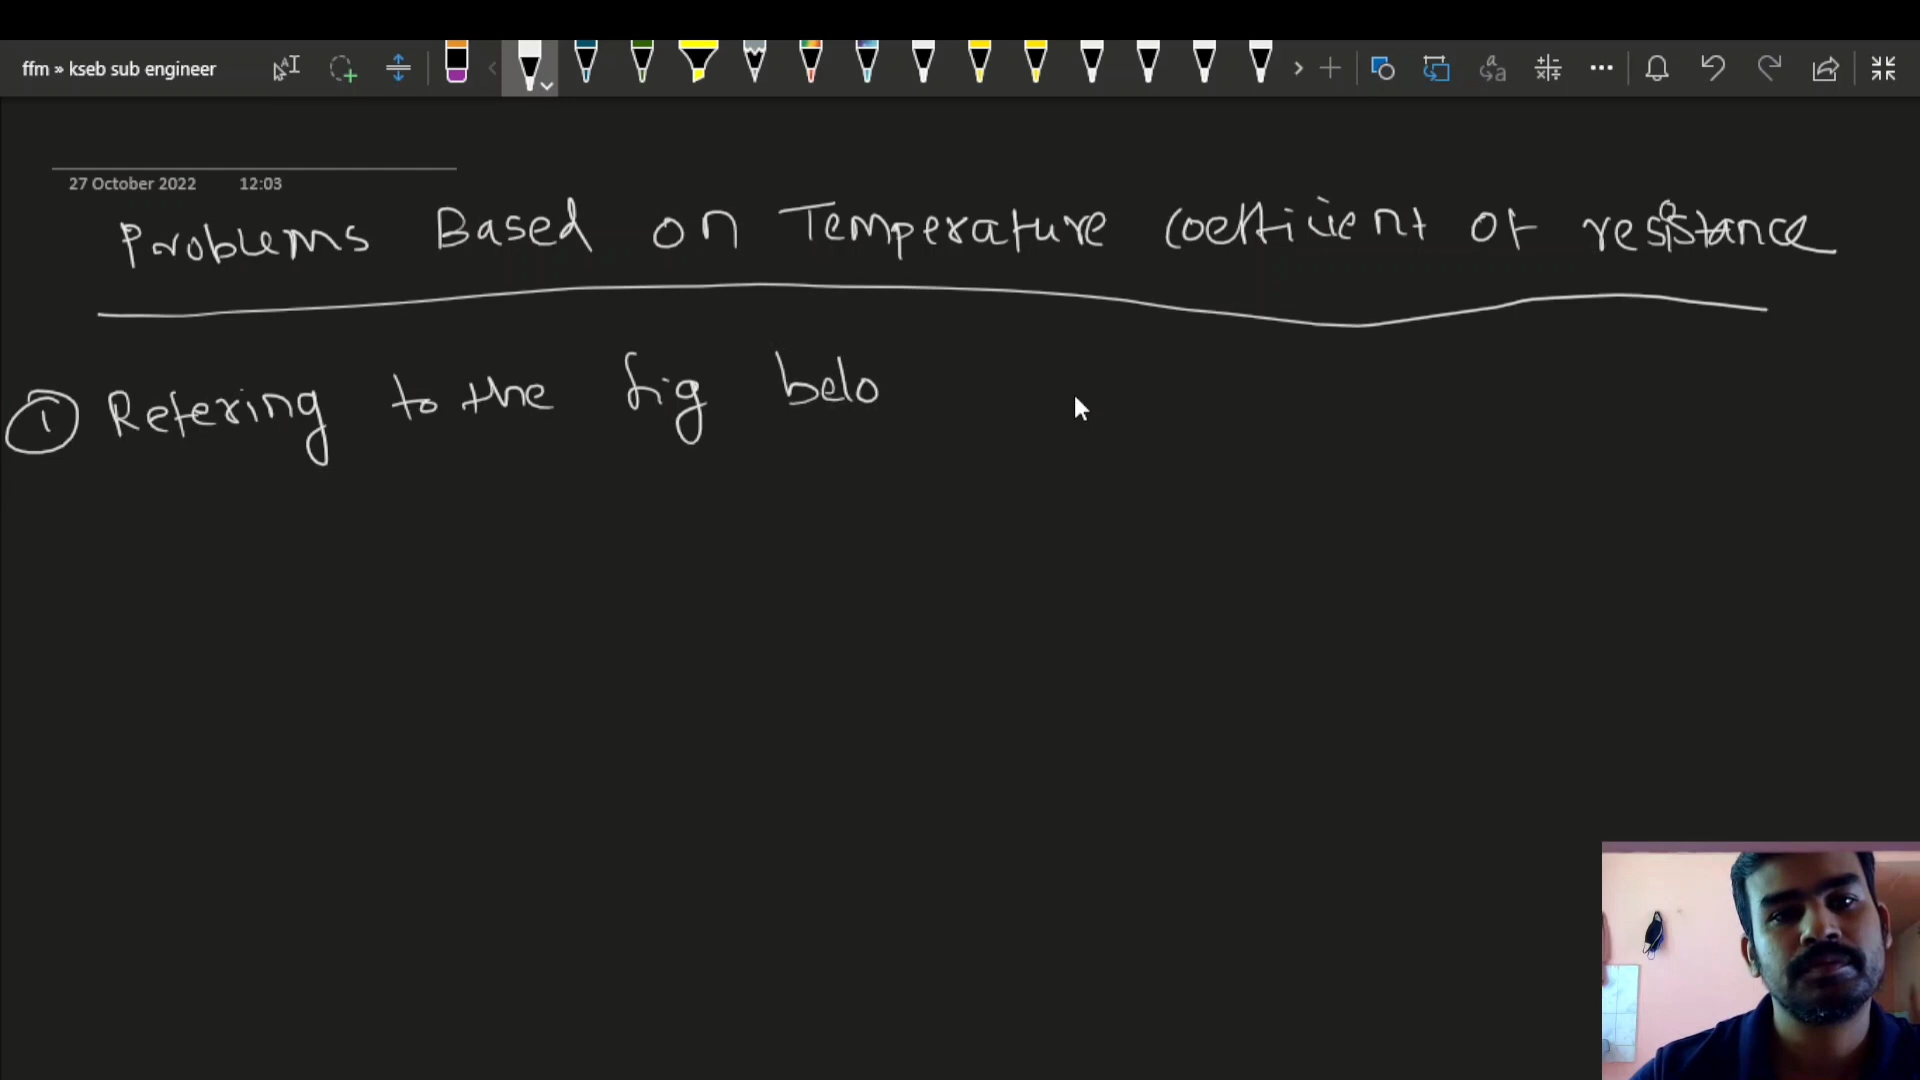 ffm » kseb sub engineer
27 October 2022 12:03
Problems Based on Temperature coefficient of resistance
① Refering to the fig belo